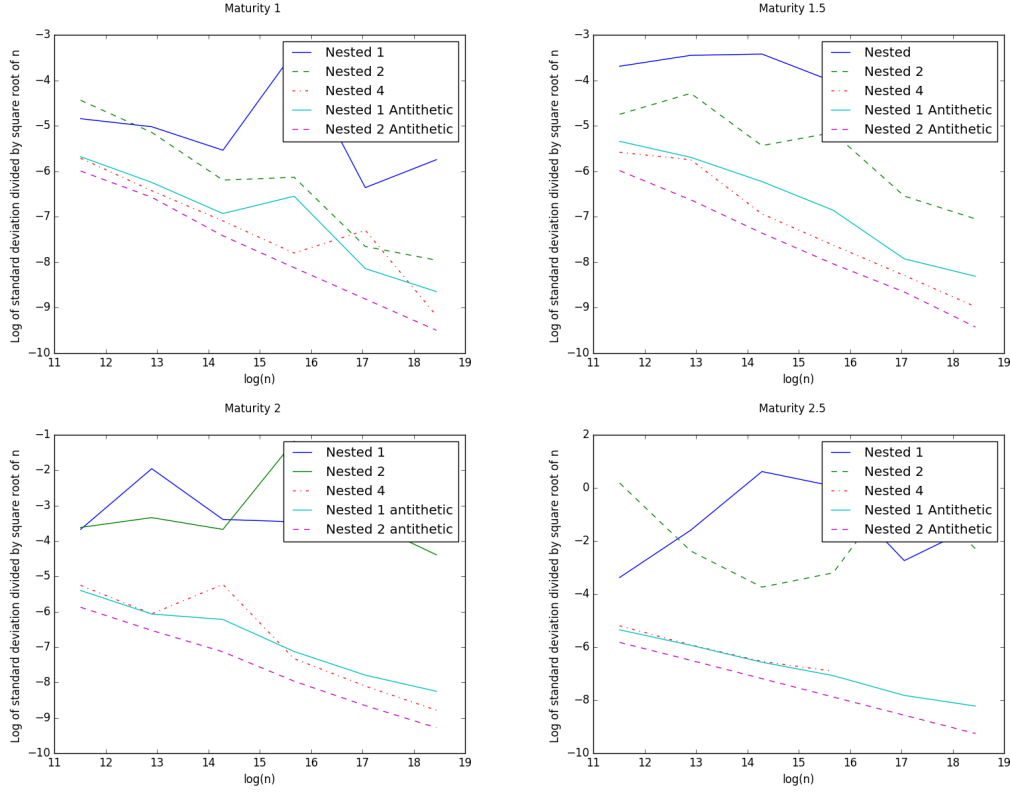 Maturity 1
Log of standard deviation divided by square root of n
−3
−4
−5
−6
−7
−8
−9
−10
Nested 1
Nested 2
Nested 4
Nested 1 Antithetic
Nested 2 Antithetic
11 12 13 14 15 16 17 18 19
log(n)
Maturity 1.5
Log of standard deviation divided by square root of n
−3
−4
−5
−6
−7
−8
−9
−10
Nested
Nested 2
Nested 4
Nested 1 Antithetic
Nested 2 Antithetic
11 12 13 14 15 16 17 18 19
log(n)
Maturity 2
Log of standard deviation divided by square root of n
−1
−2
−3
−4
−5
−6
−7
−8
−9
−10
Nested 1
Nested 2
Nested 4
Nested 1 antithetic
Nested 2 antithetic
11 12 13 14 15 16 17 18 19
log(n)
Maturity 2.5
Log of standard deviation divided by square root of n
2
0
−2
−4
−6
−8
−10
Nested 1
Nested 2
Nested 4
Nested 1 Antithetic
Nested 2 Antithetic
11 12 13 14 15 16 17 18 19
log(n)